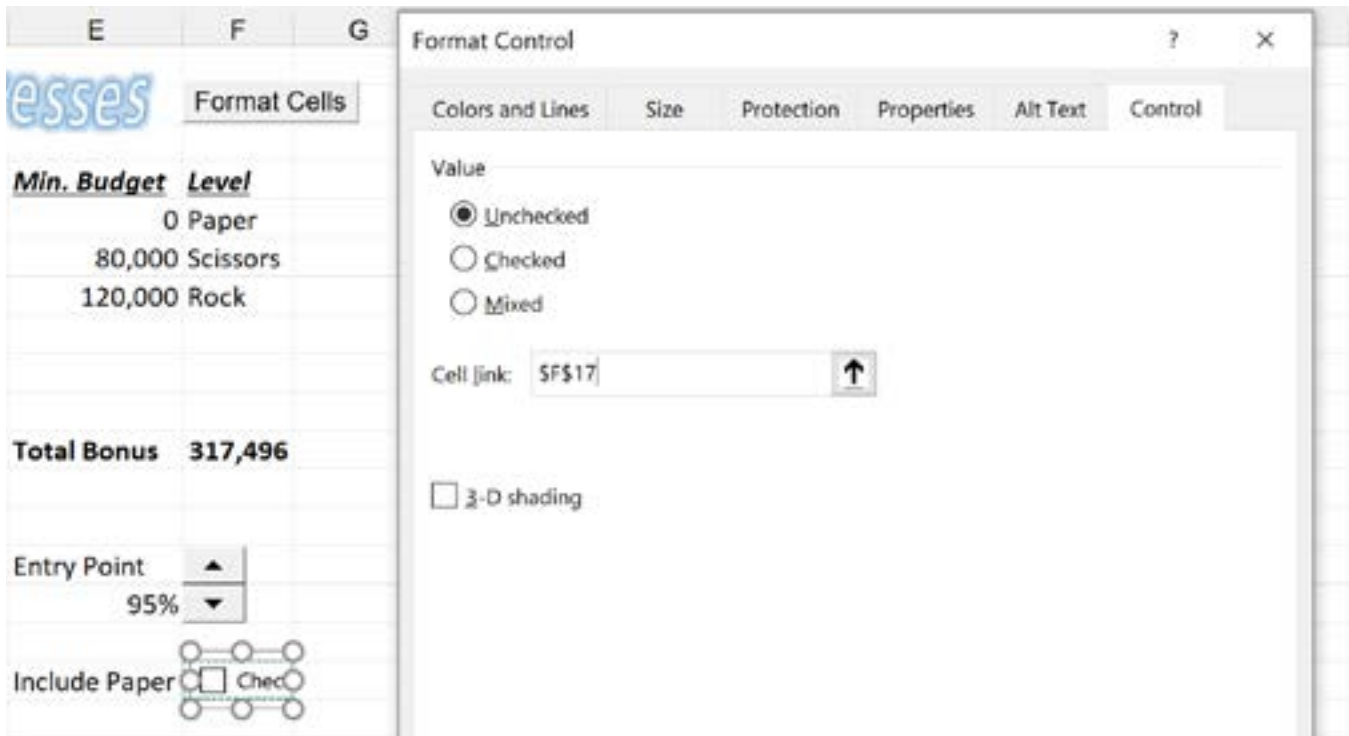 E F G
esses
Format Cells
Min. Budget Level
0 Paper
80,000 Scissors
120,000 Rock
Total Bonus 317,496
Entry Point
95%
Include Paper Chec
Format Control ? ×
Colors and Lines Size Protection Properties Alt Text Control
Value
Unchecked
Checked
Mixed
Cell link: $F$17
3-D shading